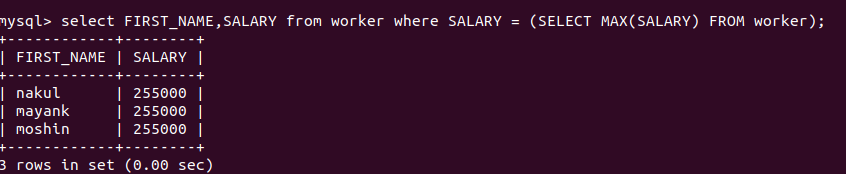 mysql> select FIRST_NAME,SALARY from worker where SALARY = (SELECT MAX(SALARY) FROM worker);
+------------+--------+
| FIRST_NAME | SALARY |
+------------+--------+
| nakul      | 255000 |
| mayank     | 255000 |
| moshin     | 255000 |
+------------+--------+
3 rows in set (0.00 sec)